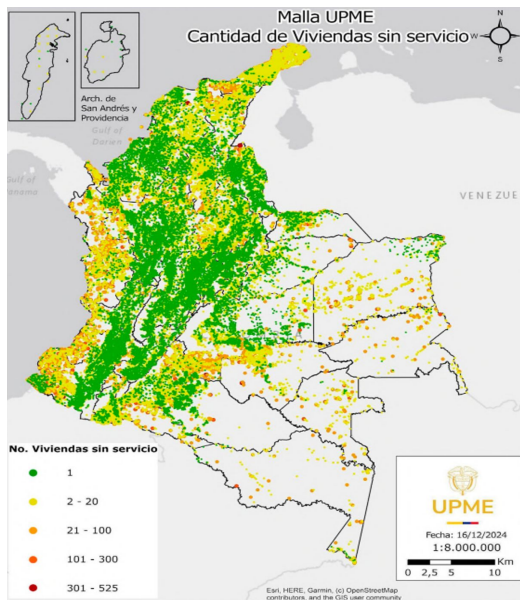 Malla UPME
Cantidad de Viviendas sin servicio
N
W
E
S
Arch. de
San Andrés y
Providencia
Gulf of
Darien
Gulf of
Panama
VENEZUE
No. Viviendas sin servicio
1
2 - 20
21 - 100
101 - 300
301 - 525
UPME
Fecha: 16/12/2024
1:8.000.000
Km
0 2,5 5 10
Esri, HERE, Garmin, (c) OpenStreetMap
contributors, and the GIS user community